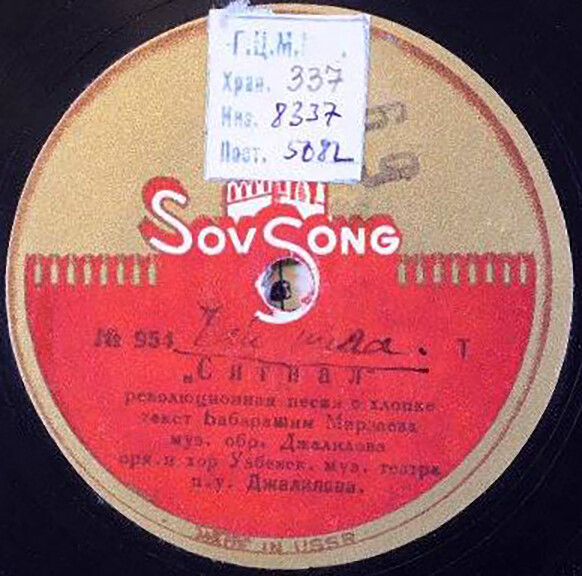 Г.Ц.М.
Хран. 337
Инв. 8337
Пост. 5082
SovSong
№ 954 Т
„Сигнал"
революционная песня о хлопке
текст Бабарахим Мирзаева
муз. обр. Джалилова
орк. и хор Узбекск. муз. театра
п.у. Джалилова.
MADE IN USSR